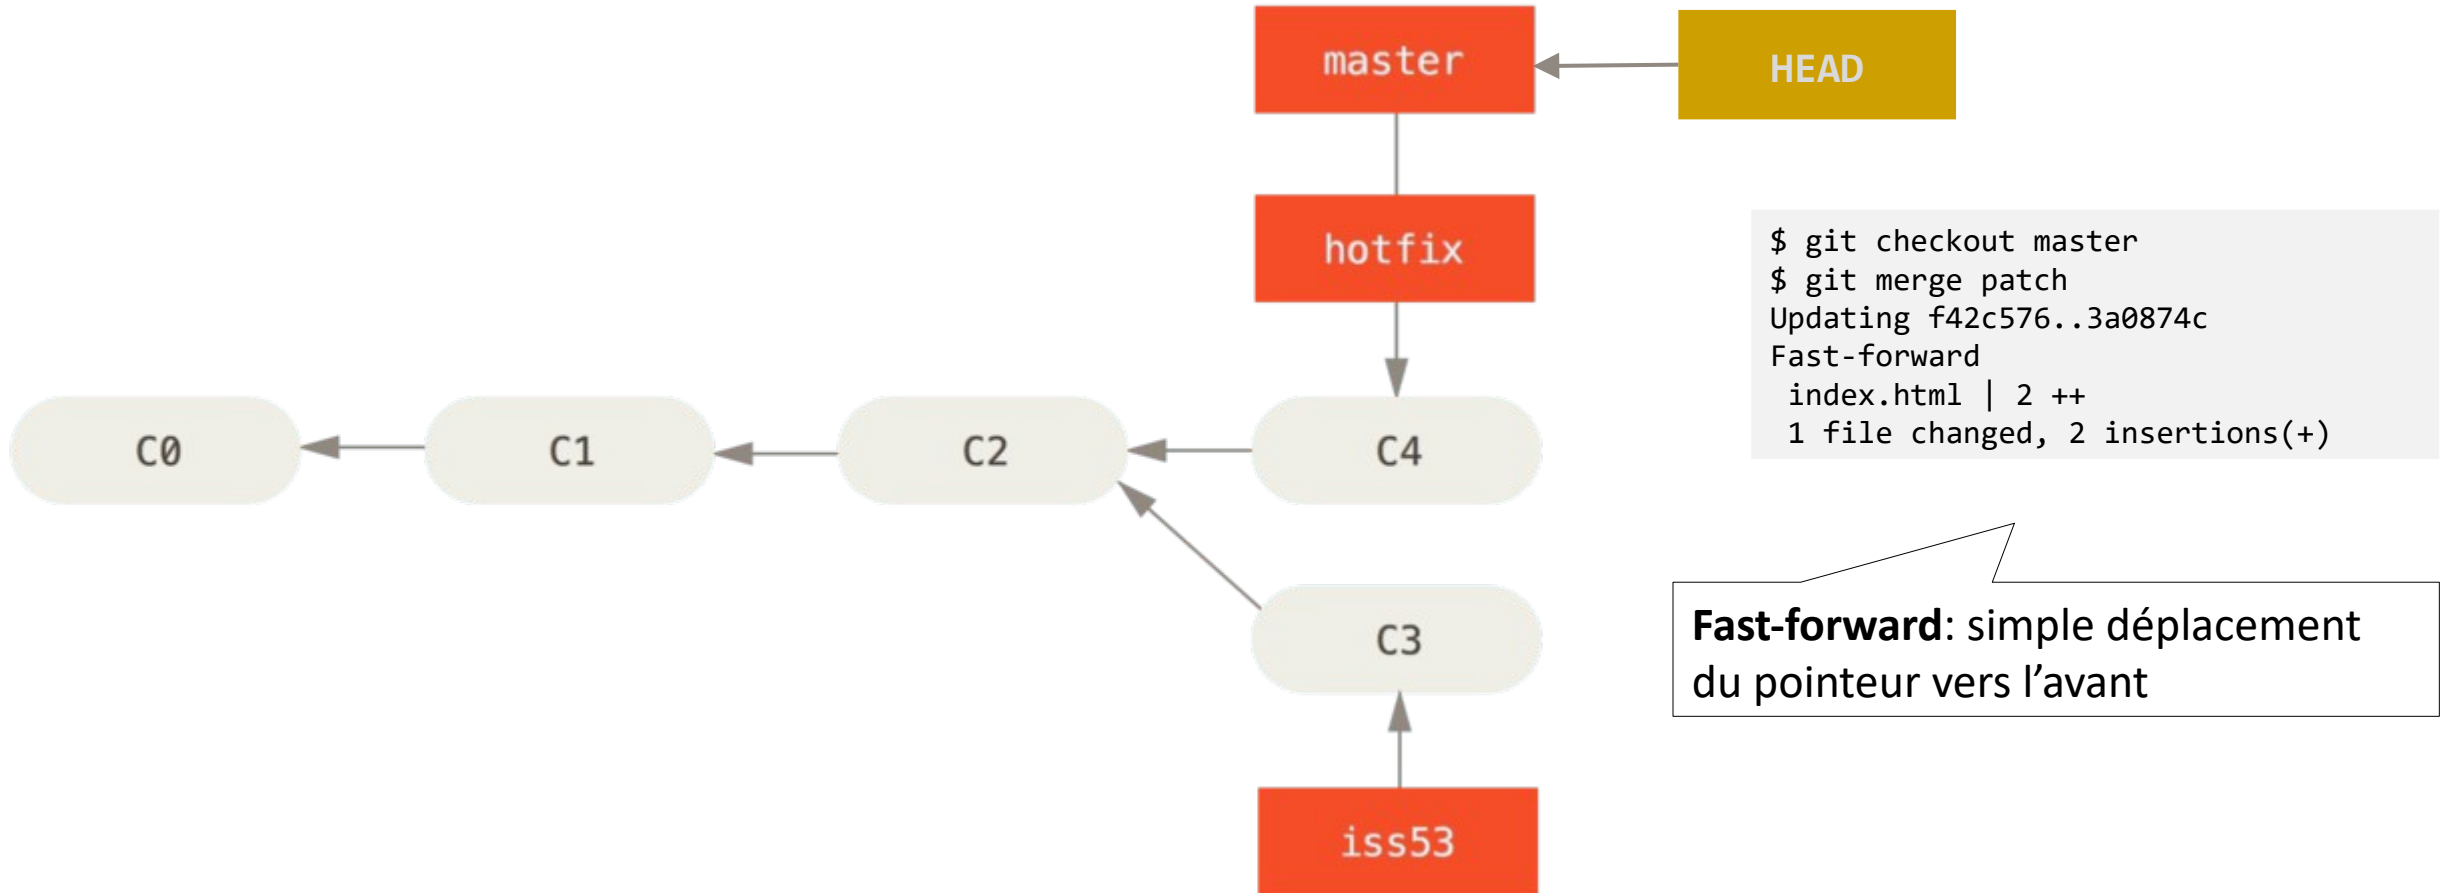 master
HEAD
hotfix
$ git checkout master
$ git merge patch
Updating f42c576..3a0874c
Fast-forward
 index.html | 2 ++
 1 file changed, 2 insertions(+)
C0
C1
C2
C4
Fast-forward: simple déplacement
du pointeur vers l’avant
C3
iss53